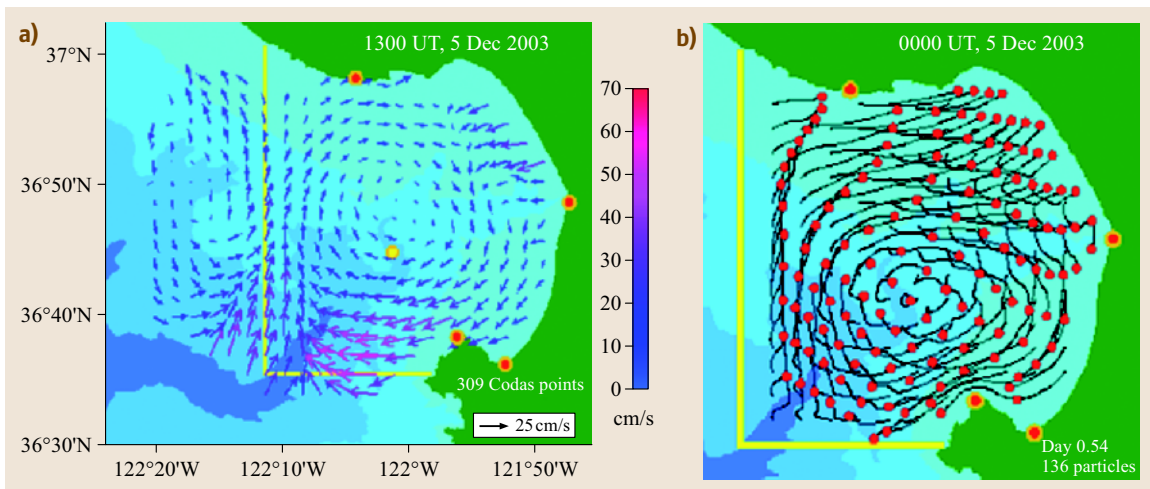 a)
1300 UT, 5 Dec 2003
37°N
36°50'N
36°40'N
36°30'N
122°20'W
122°10'W
122°W
121°50'W
309 Codas points
25 cm/s
70
60
50
40
30
20
10
0
cm/s
b)
0000 UT, 5 Dec 2003
Day 0.54
136 particles